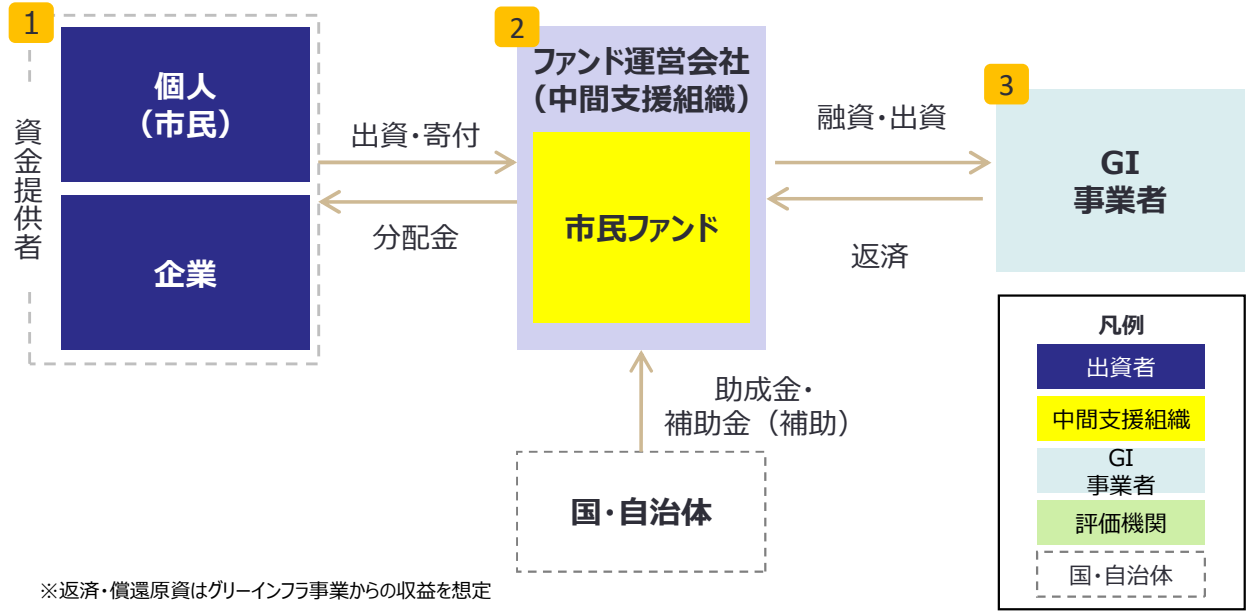 1
資金提供者
個人
（市民）
企業
出資・寄付
分配金
2
ファンド運営会社
（中間支援組織）
市民ファンド
融資・出資
返済
3
GI
事業者
助成金・
補助金（補助）
国・自治体
凡例
出資者
中間支援組織
GI
事業者
評価機関
国・自治体
※返済・償還原資はグリーインフラ事業からの収益を想定